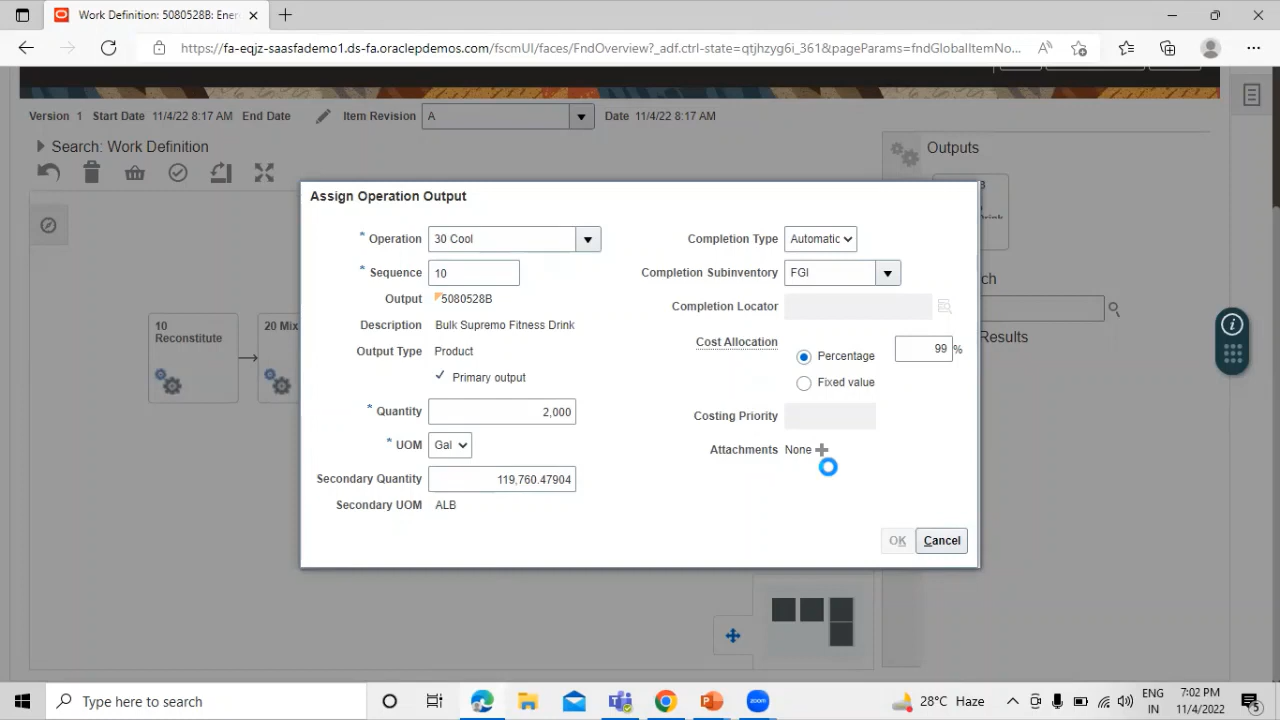 Work Definition: 5080528B: Ener
https://fa-eqjz-saasfademo1.ds-fa.oraclepdemos.com/fscmUI/faces/FndOverview?_adf.ctrl-state=qtjhzyg6i_361&pageParams=fndGlobalItemNo...
Version 1 Start Date 11/4/22 8:17 AM End Date Item Revision A Date 11/4/22 8:17 AM
Search: Work Definition
Outputs
Assign Operation Output
* Operation 30 Cool
Completion Type Automatic
* Sequence 10
Completion Subinventory FGI
Output 5080528B
Completion Locator
Description Bulk Supremo Fitness Drink
Output Type Product
Cost Allocation Percentage 99 %
Primary output
Fixed value
* Quantity 2,000
Costing Priority
* UOM Gal
Attachments None
Secondary Quantity 119,760.47904
Secondary UOM ALB
OK Cancel
10
Reconstitute
20 Mix
Results
Type here to search
28°C Haze
ENG
IN
7:02 PM
11/4/2022
5